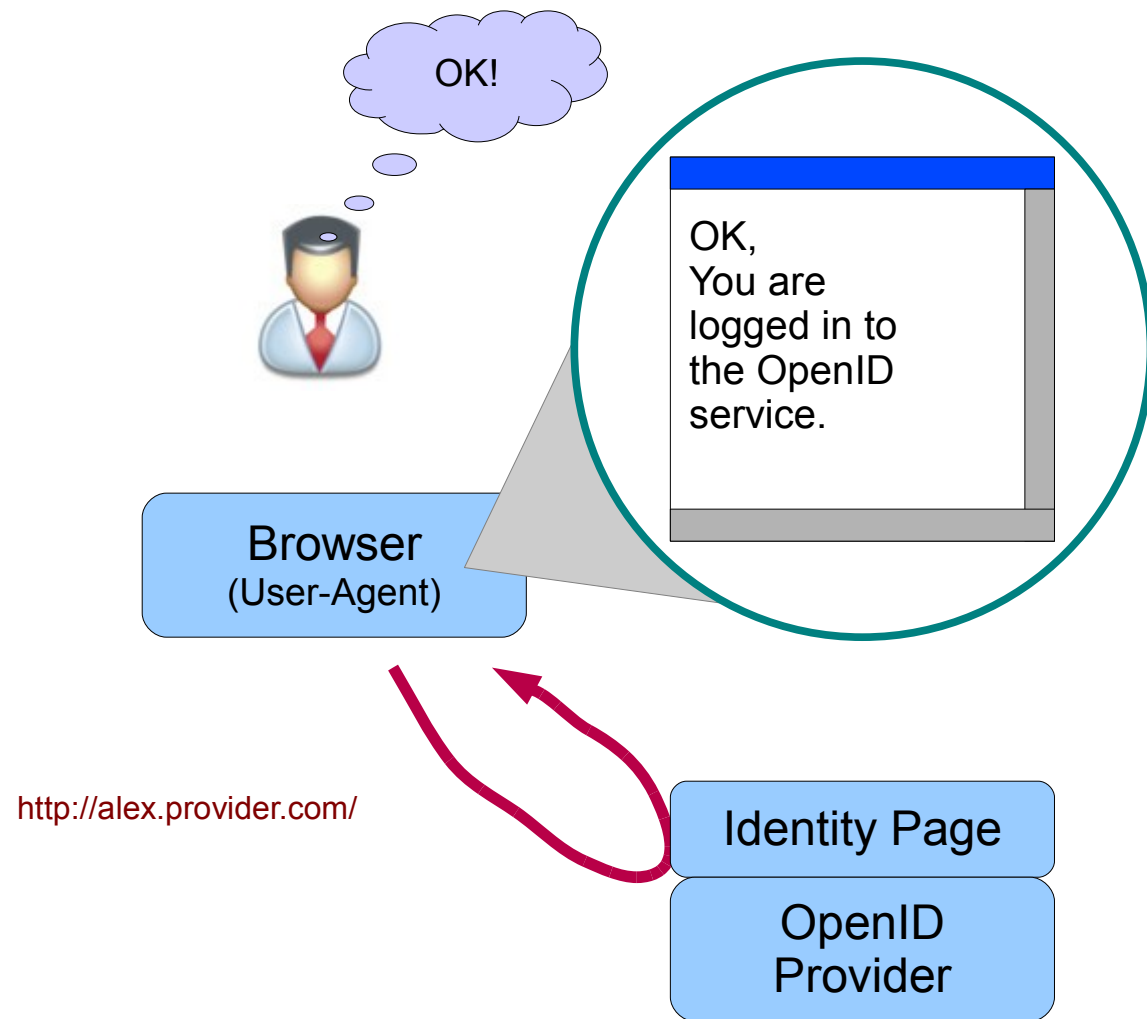 OK!
OK,
You are
logged in to
the OpenID
service.
Browser
(User-Agent)
http://alex.provider.com/
Identity Page
OpenID
Provider